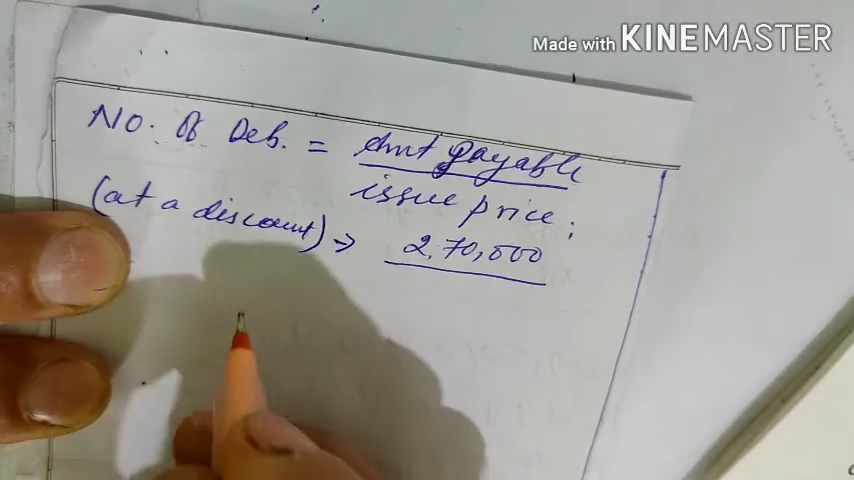 Made with KINEMASTER
No. of Deb. = Amt payable
issue price;
(at a discount) → 2,70,000